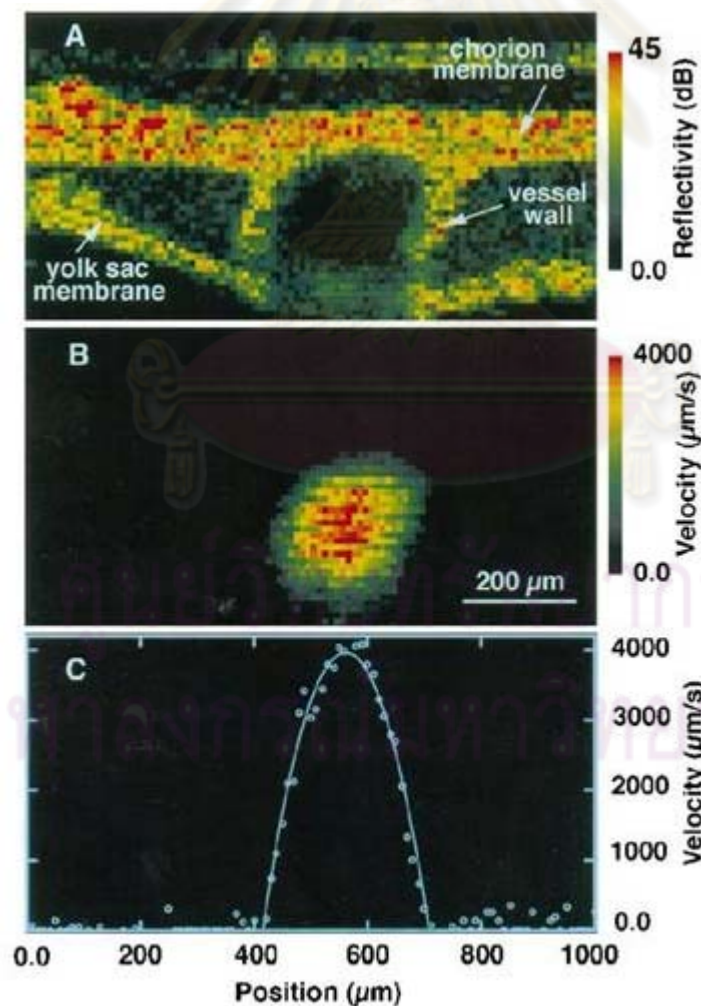 A
chorion
membrane
vessel
wall
yolk sac
membrane
45
0.0
Reflectivity (dB)
B
200 µm
4000
0.0
Velocity (µm/s)
C
4000
3000
2000
1000
0.0
Velocity (µm/s)
0.0 200 400 600 800 1000
Position (µm)